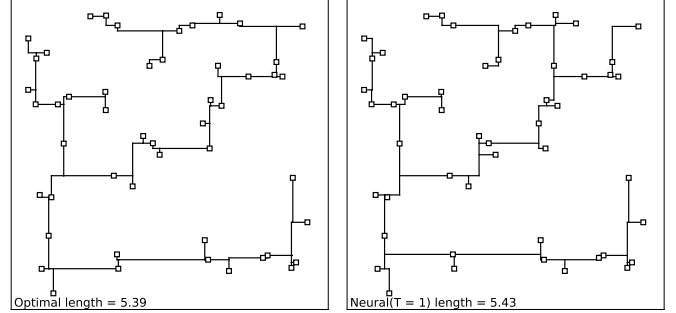 Optimal length = 5.39
Neural(T = 1) length = 5.43